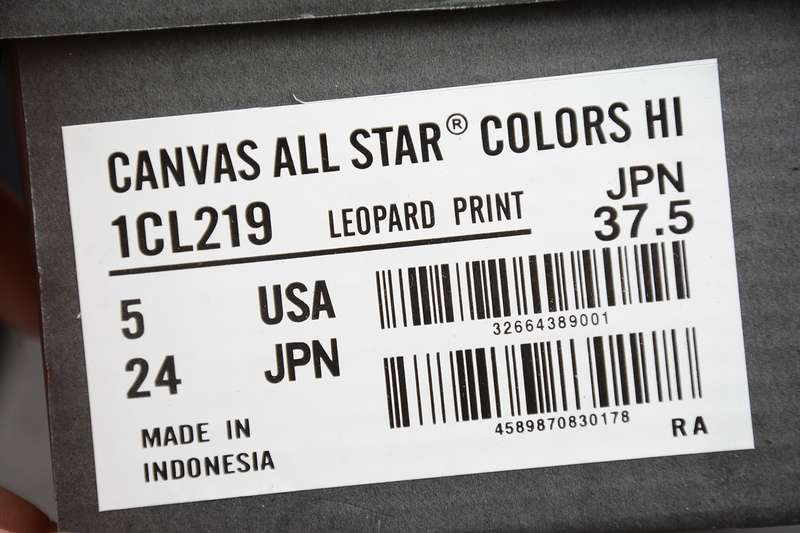 CANVAS ALL STAR® COLORS HI
1CL219 LEOPARD PRINT
JPN
37.5
5 USA
24 JPN
32664389001
4589870830178
MADE IN
INDONESIA
RA